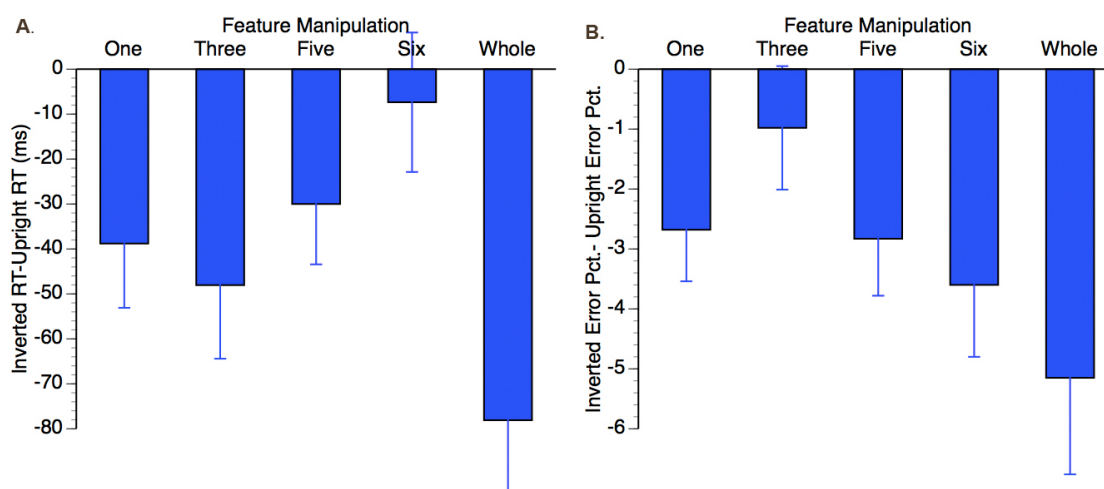 A.
Feature Manipulation
One Three Five Six Whole
0
-10
-20
-30
-40
-50
-60
-70
-80
Inverted RT-Upright RT (ms)
B.
Feature Manipulation
One Three Five Six Whole
0
-1
-2
-3
-4
-5
-6
Inverted Error Pct.- Upright Error Pct.